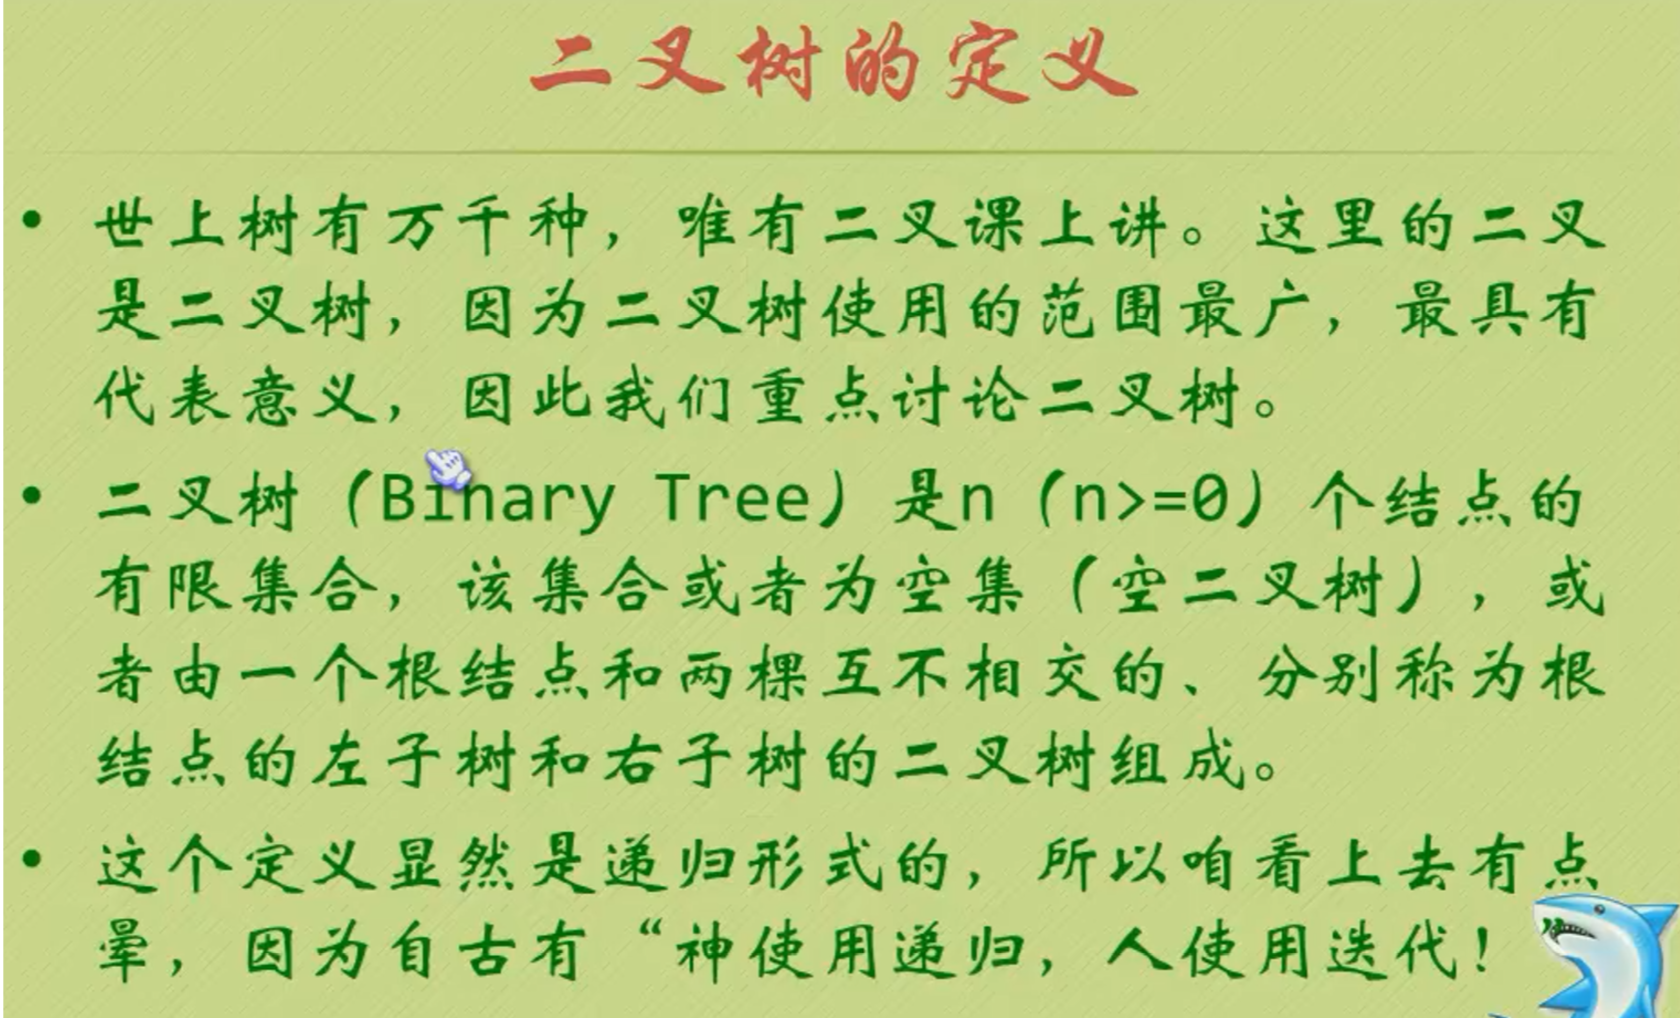 二叉树的定义
• 世上树有万千种，唯有二叉课上讲。这里的二叉
是二叉树，因为二叉树使用的范围最广，最具有
代表意义，因此我们重点讨论二叉树。
• 二叉树（Binary Tree）是n（n>=0）个结点的
有限集合，该集合或者为空集（空二叉树），或
者由一个根结点和两棵互不相交的、分别称为根
结点的左子树和右子树的二叉树组成。
• 这个定义显然是递归形式的，所以咱看上去有点
晕，因为自古有“神使用递归，人使用迭代！